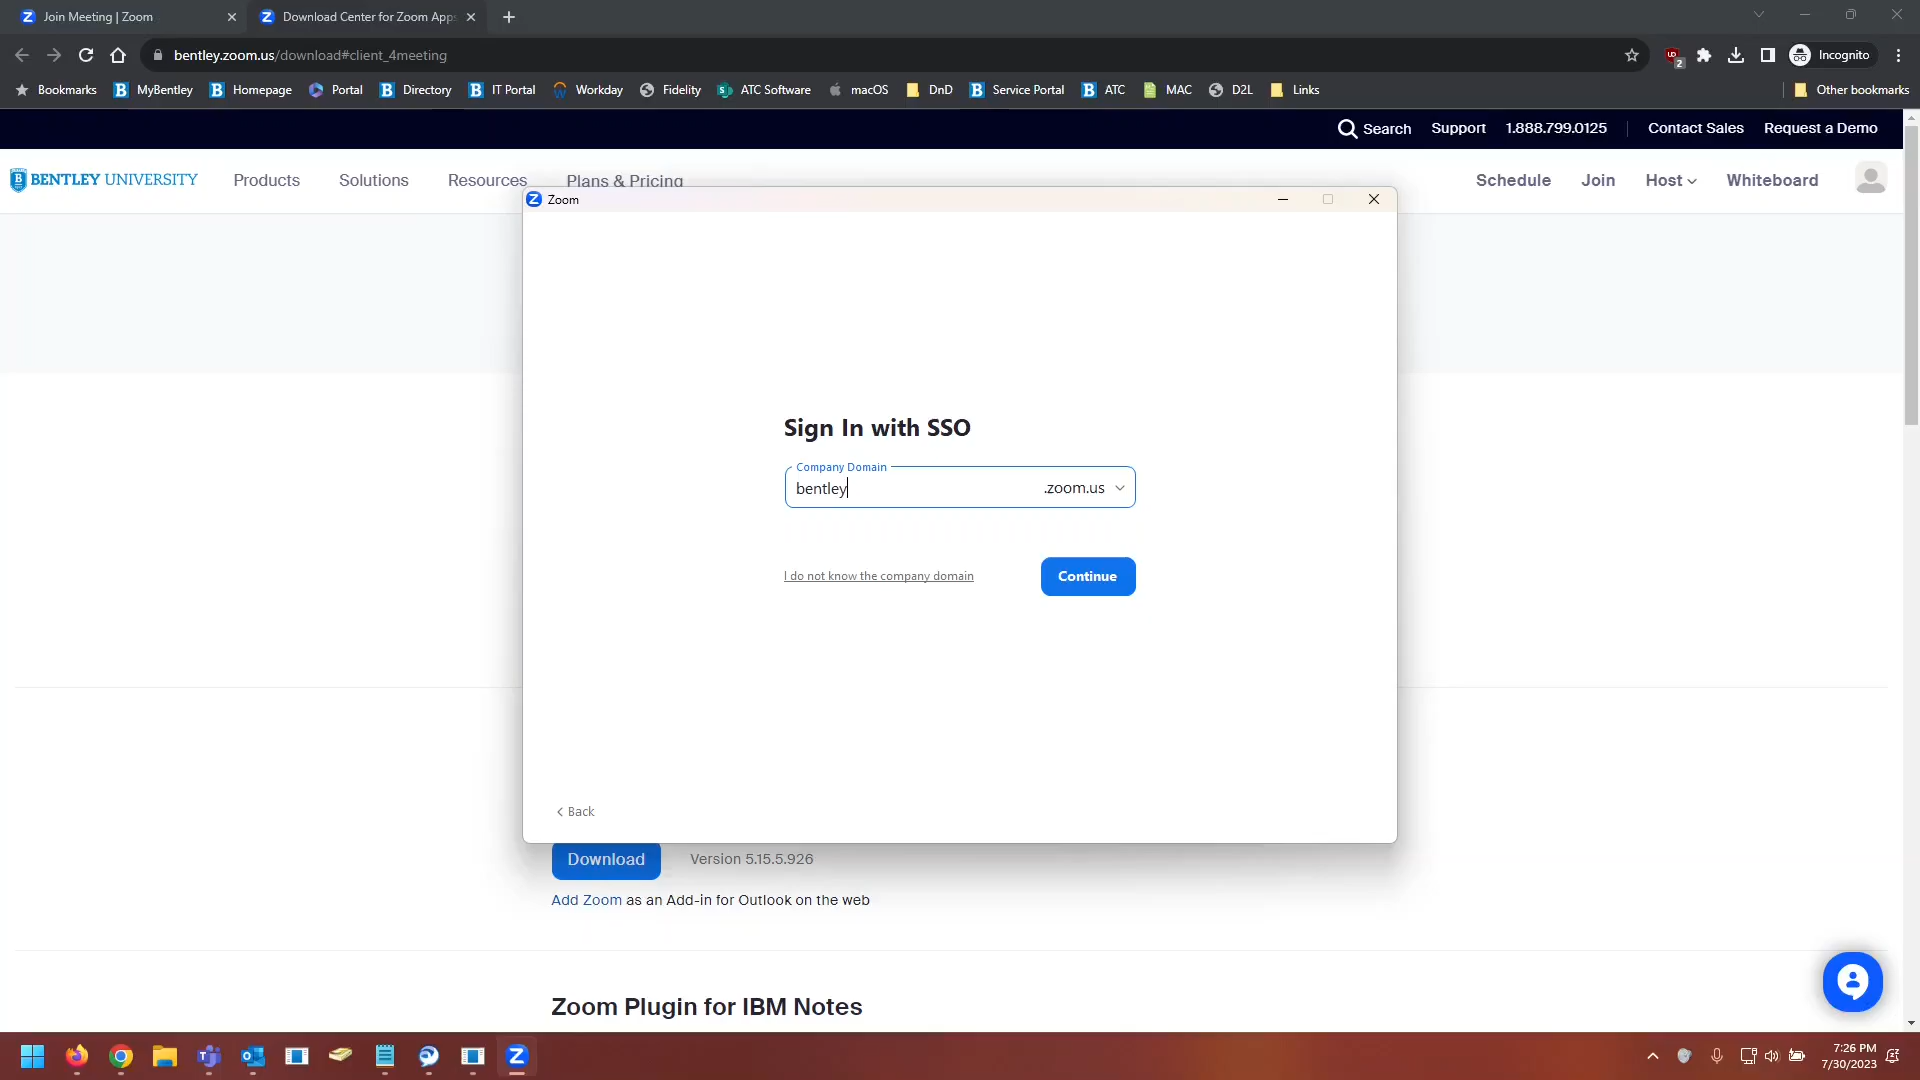 Join Meeting | Zoom
Download Center for Zoom Apps
bentley.zoom.us/download#client_4meeting
UD
2
Incognito
Bookmarks
MyBentley
Homepage
Portal
Directory
IT Portal
Workday
Fidelity
ATC Software
macOS
DnD
Service Portal
ATC
MAC
D2L
Links
Other bookmarks
Search
Support
1.888.799.0125
Contact Sales
Request a Demo
BENTLEY UNIVERSITY
Products
Solutions
Resources
Plans & Pricing
Schedule
Join
Host
Whiteboard
Zoom
Sign In with SSO
Company Domain
bentley
.zoom.us
I do not know the company domain
Continue
Back
Download
Version 5.15.5.926
Add Zoom as an Add-in for Outlook on the web
Zoom Plugin for IBM Notes
7:26 PM
7/30/2023